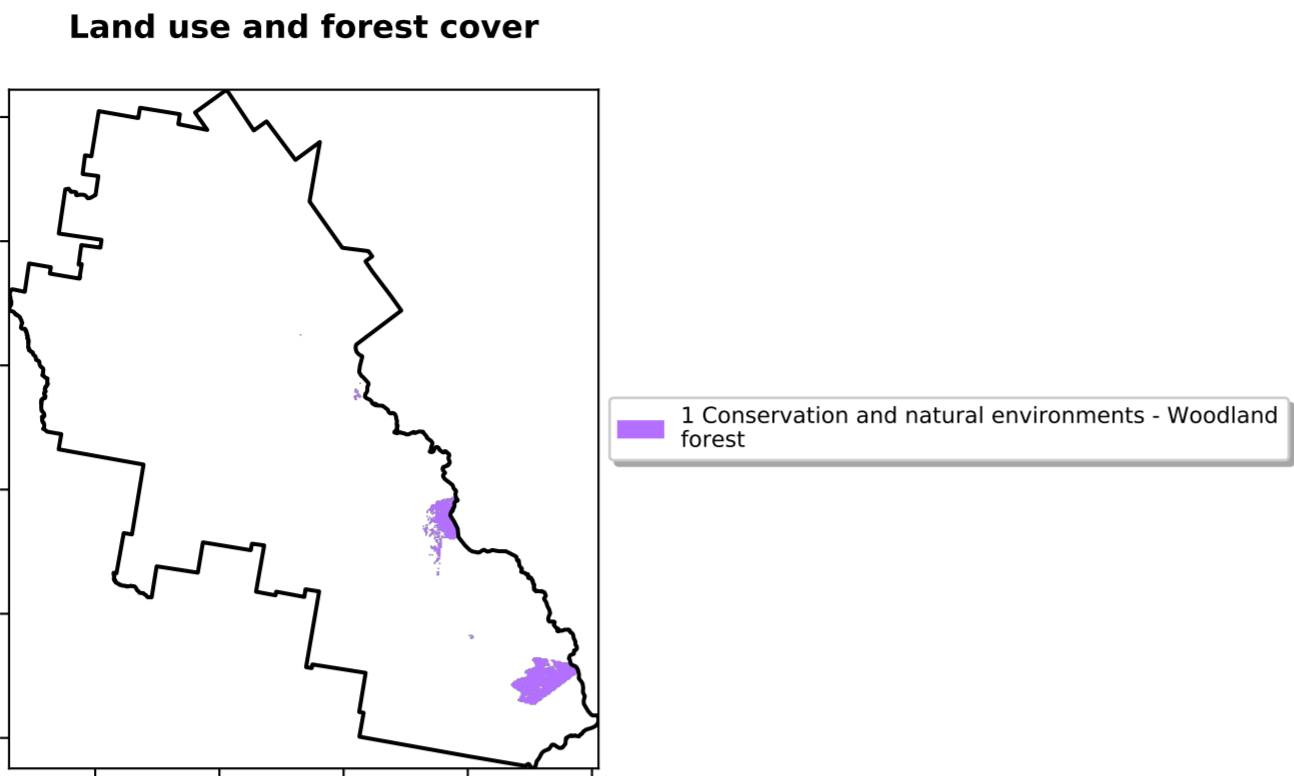 Land use and forest cover
1 Conservation and natural environments - Woodland
forest